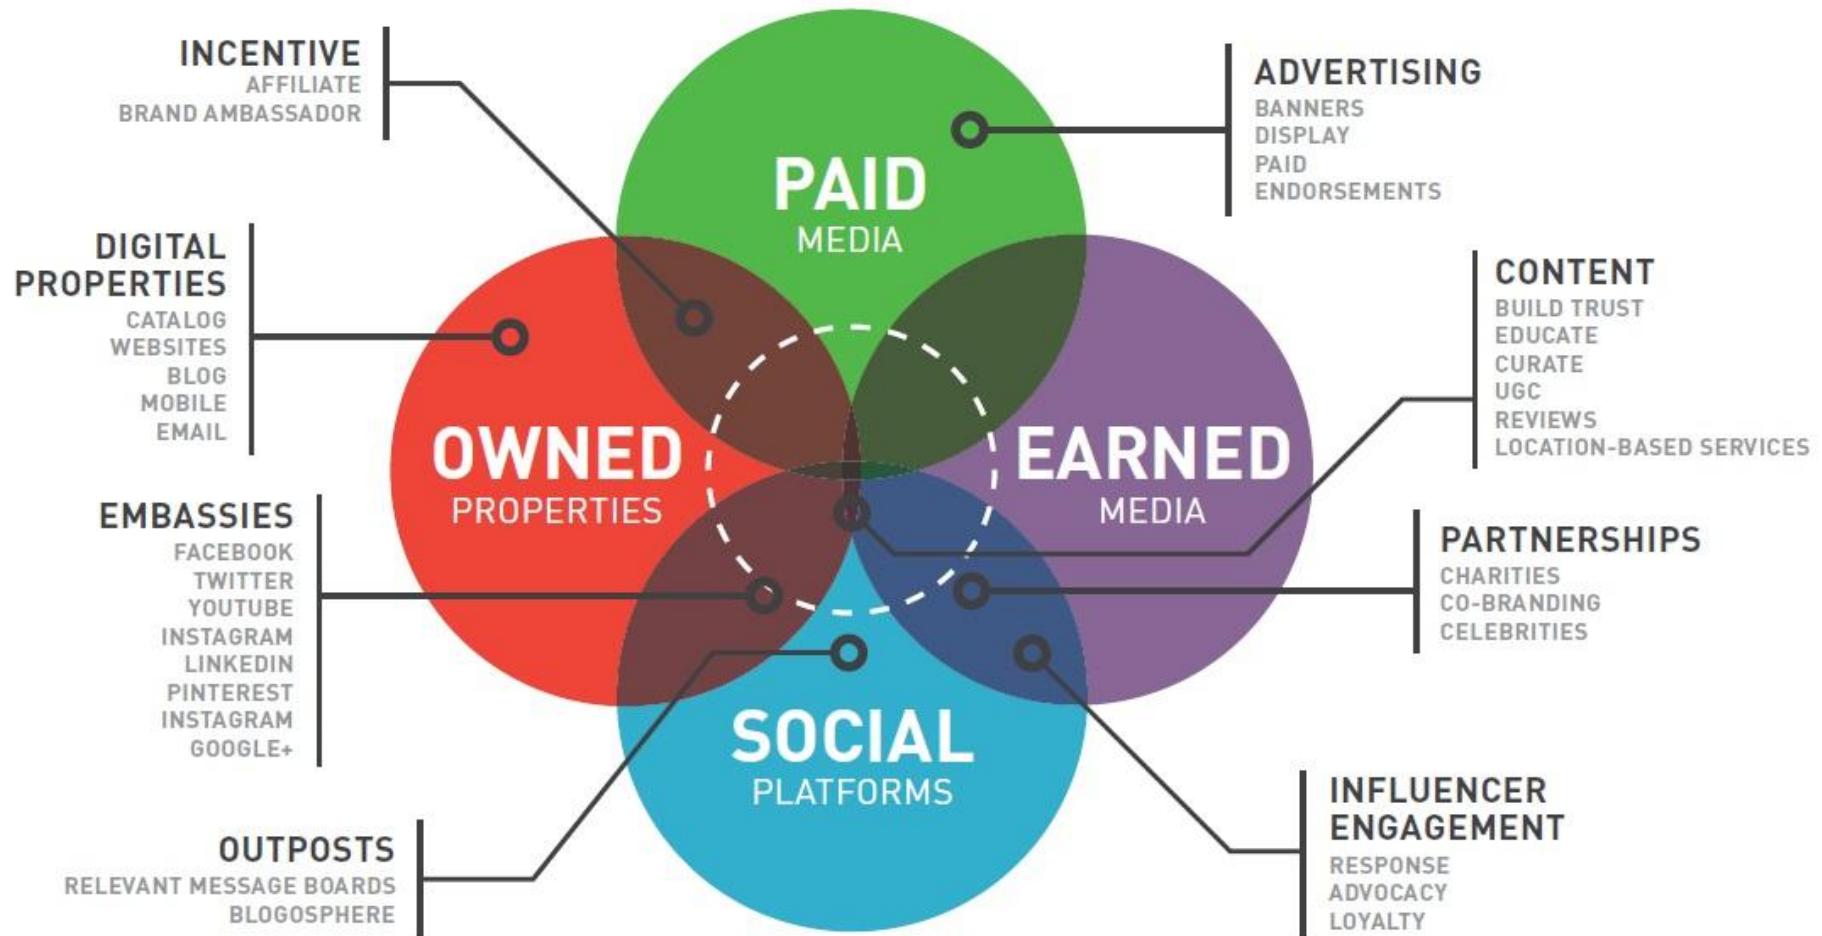 INCENTIVE
AFFILIATE
BRAND AMBASSADOR
DIGITAL
PROPERTIES
CATALOG
WEBSITES
BLOG
MOBILE
EMAIL
EMBASSIES
FACEBOOK
TWITTER
YOUTUBE
INSTAGRAM
LINKEDIN
PINTEREST
INSTAGRAM
GOOGLE+
OUTPOSTS
RELEVANT MESSAGE BOARDS
BLOGOSPHERE
PAID
MEDIA
OWNED
PROPERTIES
EARNED
MEDIA
SOCIAL
PLATFORMS
ADVERTISING
BANNERS
DISPLAY
PAID
ENDORSEMENTS
CONTENT
BUILD TRUST
EDUCATE
CURATE
UGC
REVIEWS
LOCATION-BASED SERVICES
PARTNERSHIPS
CHARITIES
CO-BRANDING
CELEBRITIES
INFLUENCER
ENGAGEMENT
RESPONSE
ADVOCACY
LOYALTY